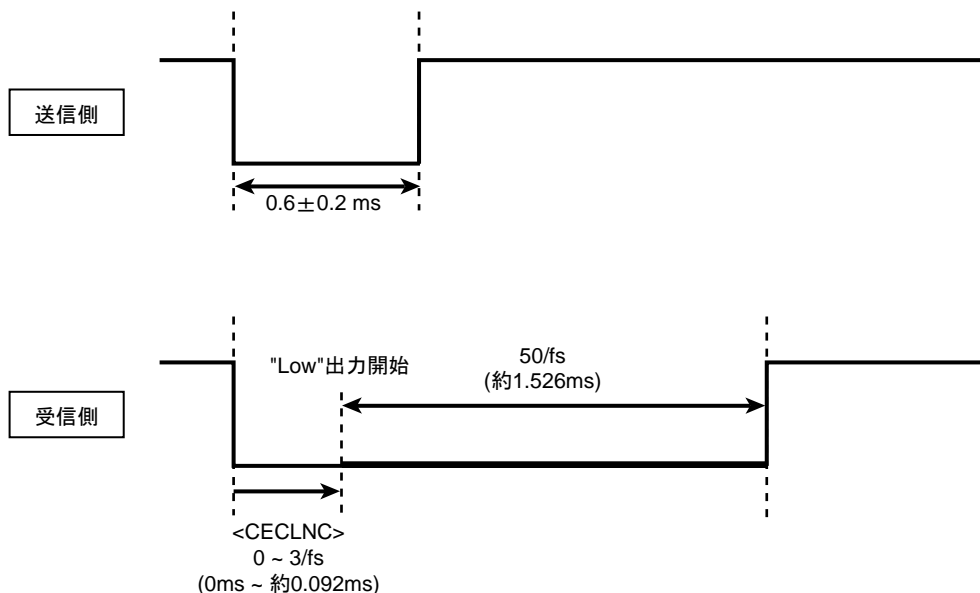 送信側
0.6±0.2 ms
"Low"出力開始
50/fs
(約1.526ms)
受信側
<CECLNC>
0 ~ 3/fs
(0ms ~ 約0.092ms)